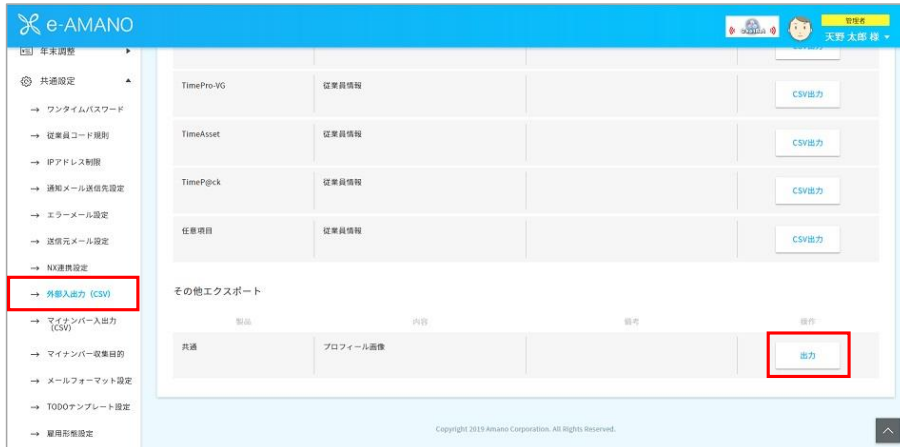 e-AMANO
管理者
天野 太郎 様
年末調整
共通設定
→ ワンタイムパスワード
→ 従業員コード規則
→ IPアドレス制限
→ 通知メール送信先設定
→ エラーメール設定
→ 送信元メール設定
→ NX連携設定
→ 外部入出力 (CSV)
→ マイナンバー入出力
(CSV)
→ マイナンバー収集目的
→ メールフォーマット設定
→ TODOテンプレート設定
→ 雇用形態設定
TimePro-VG 従業員情報 CSV出力
TimeAsset 従業員情報 CSV出力
TimeP@ck 従業員情報 CSV出力
任意項目 従業員情報 CSV出力
その他エクスポート
製品 内容 備考 操作
共通 プロフィール画像 出力
Copyright 2019 Amano Corporation. All Rights Reserved.